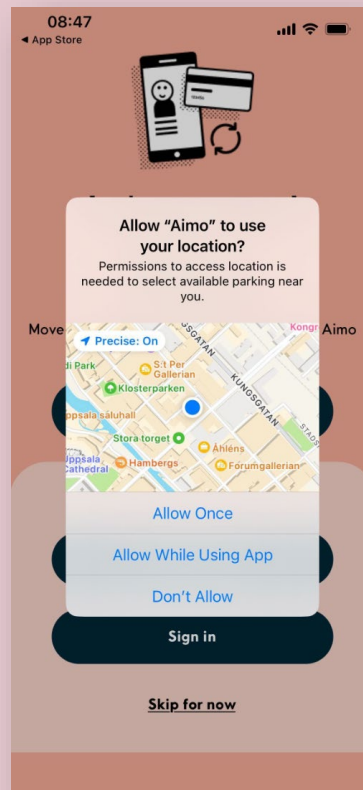 08:47
◀ App Store
Allow “Aimo” to use
your location?
Permissions to access location is
needed to select available parking near
you.
Move
Aimo
Precise: On
SGATAN
Kongr
di Park
S:t Per
Gallerian
Klosterparken
KUNGSGATAN
ppsala saluhall
Stora torget
Åhléns
STADS
Uppsala
Cathedral
Hambergs
Forumgallerian
Allow Once
Allow While Using App
Don’t Allow
Sign in
Skip for now